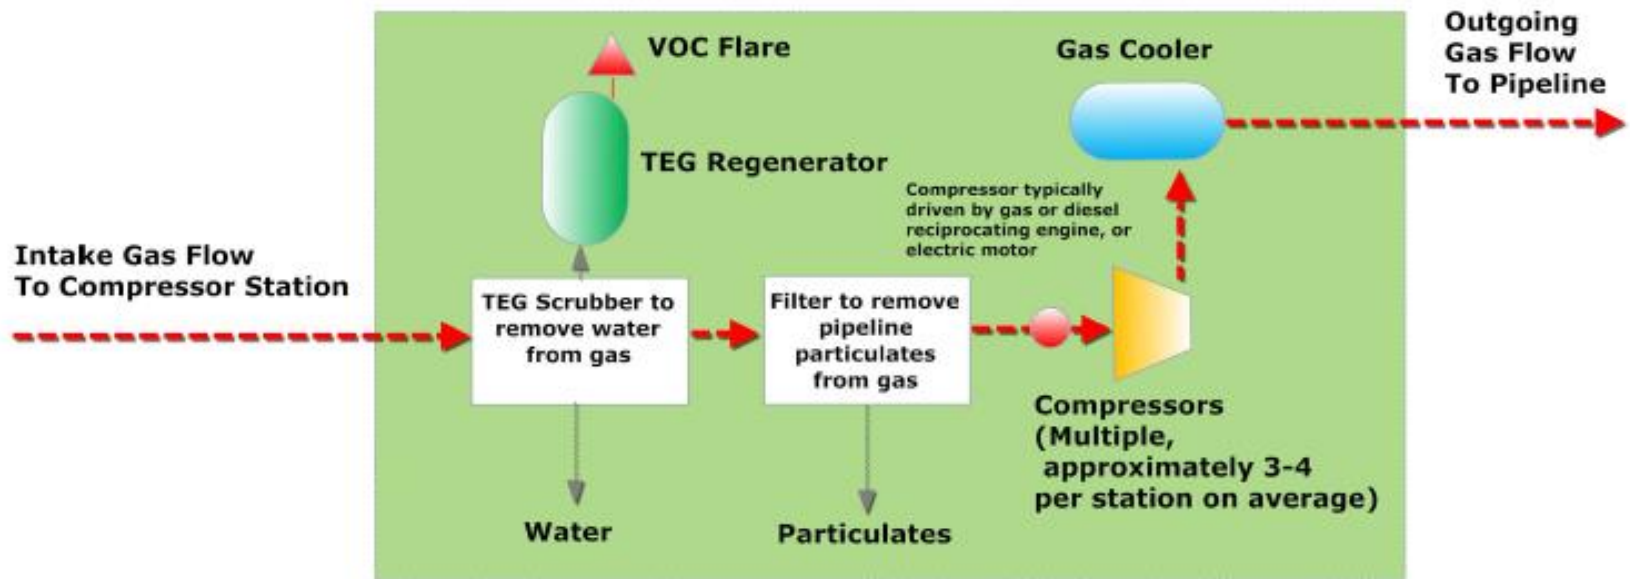 Intake Gas Flow
To Compressor Station
VOC Flare
TEG Regenerator
TEG Scrubber to
remove water
from gas
Water
Filter to remove
pipeline
particulates
from gas
Particulates
Compressor typically
driven by gas or diesel
reciprocating engine, or
electric motor
Compressors
(Multiple,
approximately 3-4
per station on average)
Gas Cooler
Outgoing
Gas Flow
To Pipeline